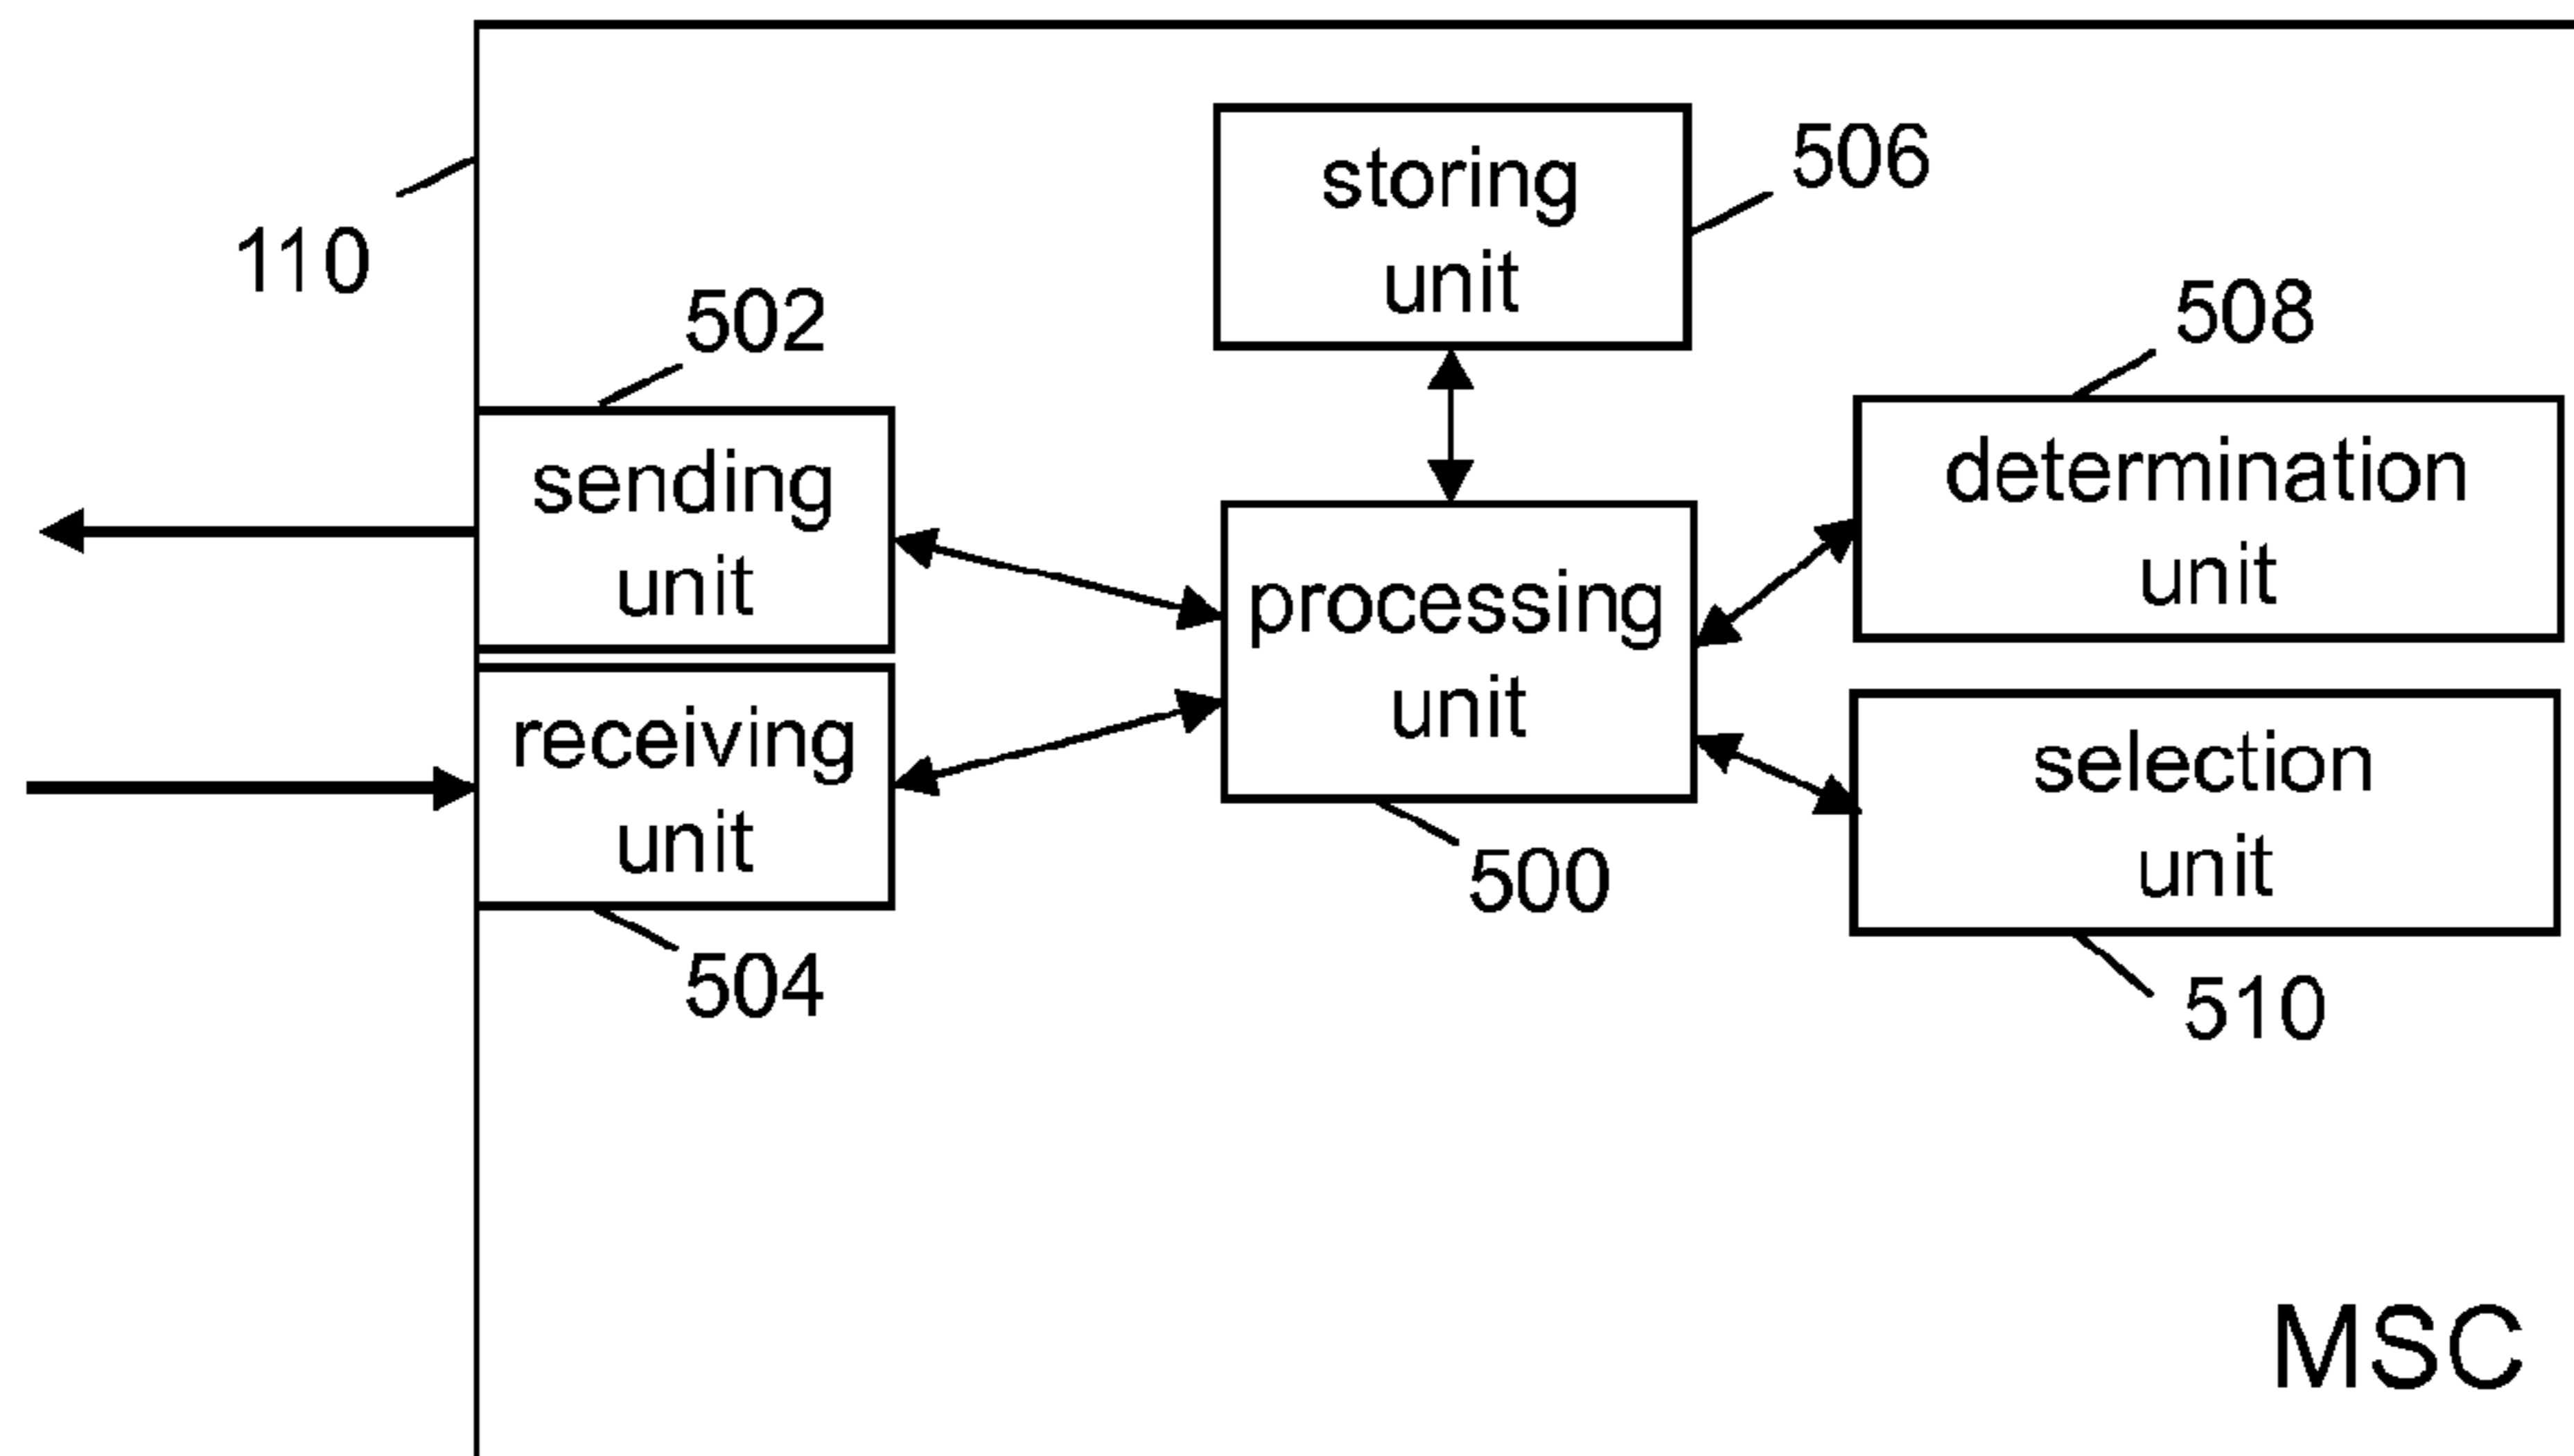 storing
unit
506
110
502
508
sending
unit
determination
unit
processing
unit
receiving
unit
selection
unit
500
504
510
MSC